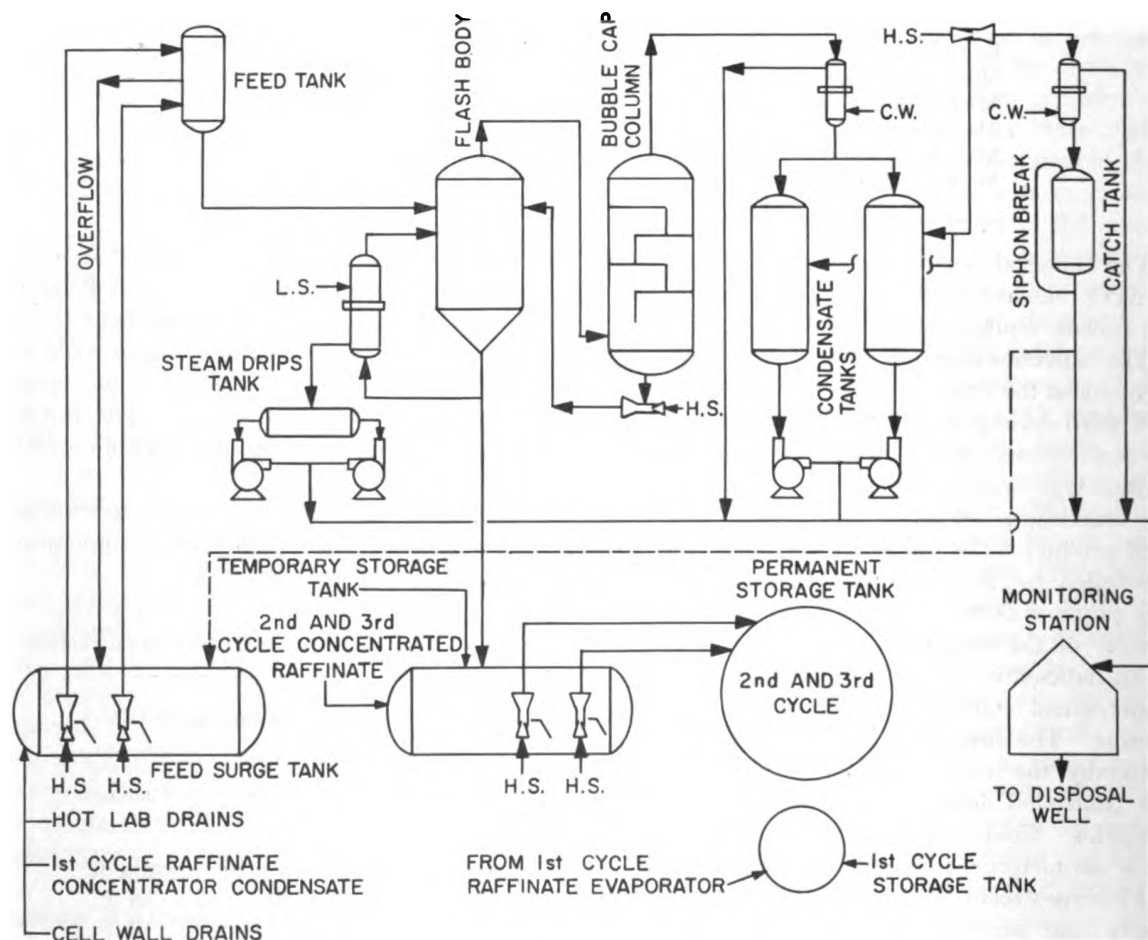 FEED TANK
OVERFLOW
FLASH BODY
BUBBLE CAP
COLUMN
H.S.
C.W.
C.W.
SIPHON BREAK
CATCH TANK
L.S.
STEAM DRIPS
TANK
H.S.
CONDENSATE
TANKS
TEMPORARY STORAGE
TANK
2nd AND 3rd
CYCLE CONCENTRATED
RAFFINATE
PERMANENT
STORAGE TANK
2nd AND 3rd
CYCLE
MONITORING
STATION
FEED SURGE TANK
H.S
H.S.
H.S.
H.S.
TO DISPOSAL
WELL
HOT LAB DRAINS
1st CYCLE RAFFINATE
CONCENTRATOR CONDENSATE
CELL WALL DRAINS
FROM 1st CYCLE
RAFFINATE EVAPORATOR
1st CYCLE
STORAGE TANK